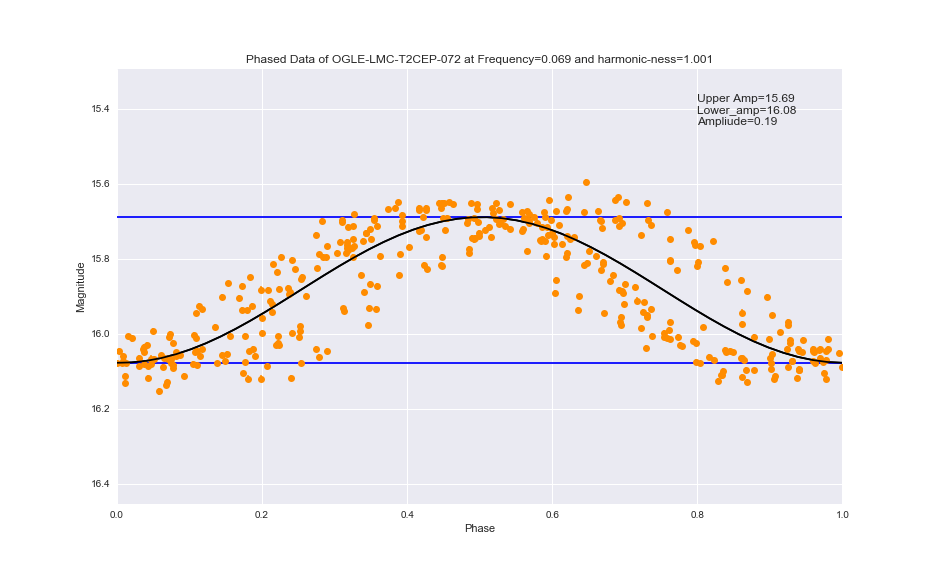 Phased Data of OGLE-LMC-T2CEP-072 at Frequency=0.069 and harmonic-ness=1.001
Upper Amp=15.69
Lower_amp=16.08
Ampliude=0.19
15.4
15.6
15.8
16.0
16.2
16.4
Magnitude
0.0 0.2 0.4 0.6 0.8 1.0
Phase